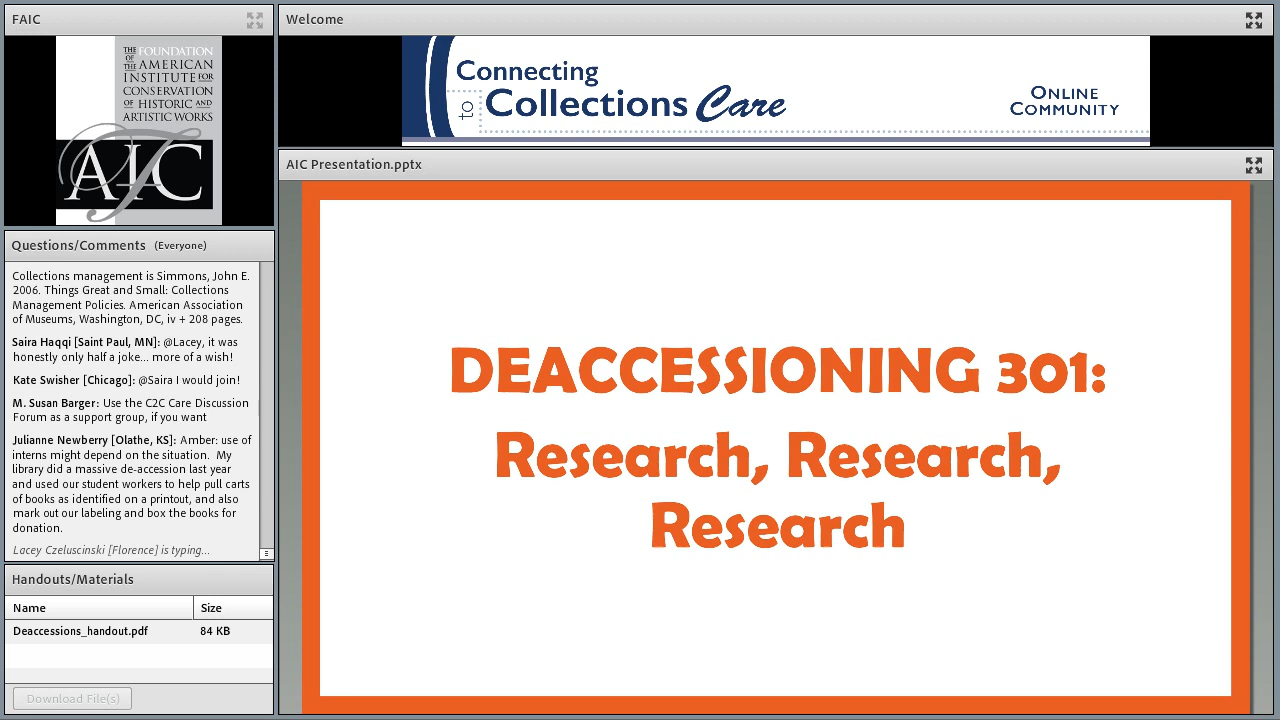 FAIC
THE FOUNDATION
OF THE AMERICAN
INSTITUTE FOR
CONSERVATION
OF HISTORIC AND
ARTISTIC WORKS
AIC
Welcome
Connecting
to Collections Care
ONLINE
COMMUNITY
Questions/Comments (Everyone)
Collections management is Simmons, John E.
2006. Things Great and Small: Collections
Management Policies. American Association
of Museums, Washington, DC, iv + 208 pages.
Saira Haqqi [Saint Paul, MN]: @Lacey, it was
honestly only half a joke... more of a wish!
Kate Swisher [Chicago]: @Saira I would join!
M. Susan Barger: Use the C2C Care Discussion
Forum as a support group, if you want
Julianne Newberry [Olathe, KS]: Amber: use of
interns might depend on the situation.  My
library did a massive de-accession last year
and used our student workers to help pull carts
of books as identified on a printout, and also
mark out our labeling and box the books for
donation.
Lacey Czeluscinski [Florence] is typing...
Handouts/Materials
Name Size
Deaccessions_handout.pdf 84 KB
Download File(s)
AIC Presentation.pptx
DEACCESSIONING 301:
Research, Research,
Research